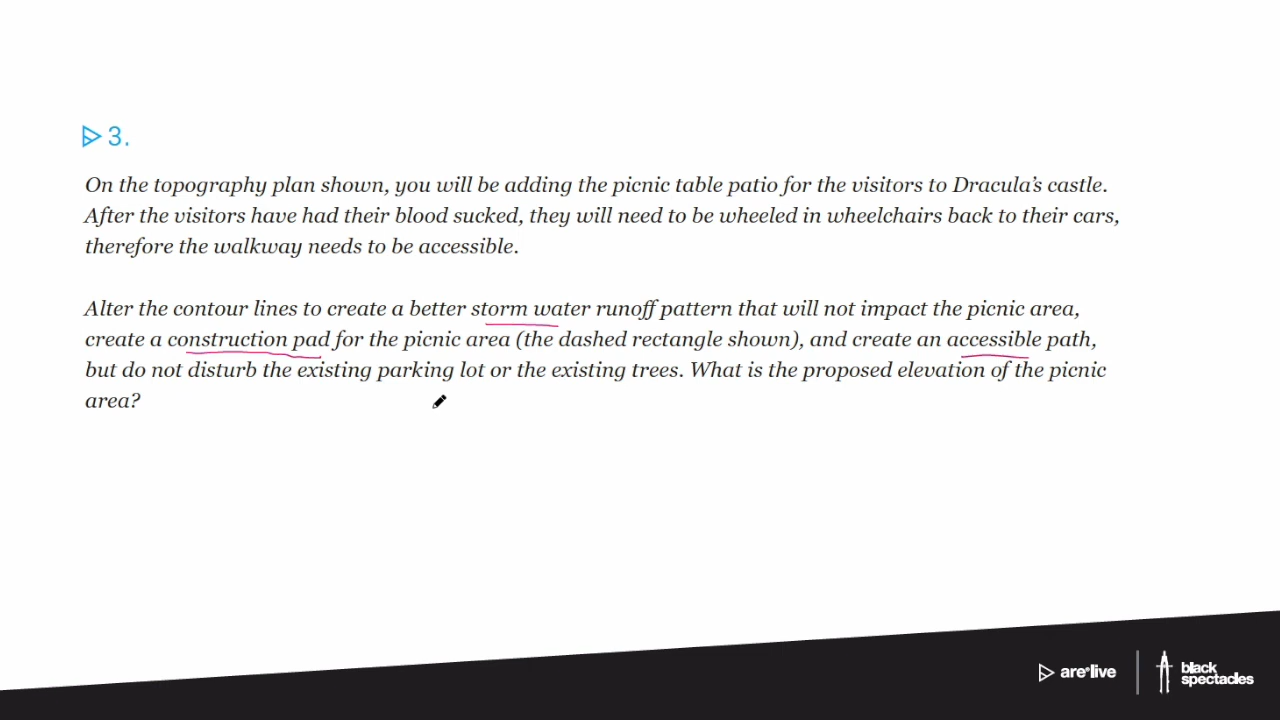 3.
On the topography plan shown, you will be adding the picnic table patio for the visitors to Dracula's castle.
After the visitors have had their blood sucked, they will need to be wheeled in wheelchairs back to their cars,
therefore the walkway needs to be accessible.
Alter the contour lines to create a better storm water runoff pattern that will not impact the picnic area,
create a construction pad for the picnic area (the dashed rectangle shown), and create an accessible path,
but do not disturb the existing parking lot or the existing trees. What is the proposed elevation of the picnic
area?
are®live
black
spectacles